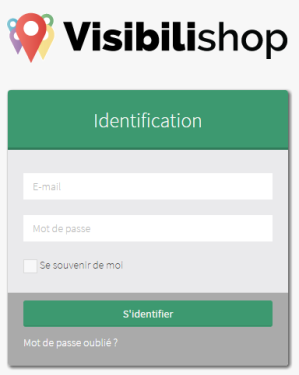 Visibilishop
Identification
E-mail
Mot de passe
Se souvenir de moi
S'identifier
Mot de passe oublié ?